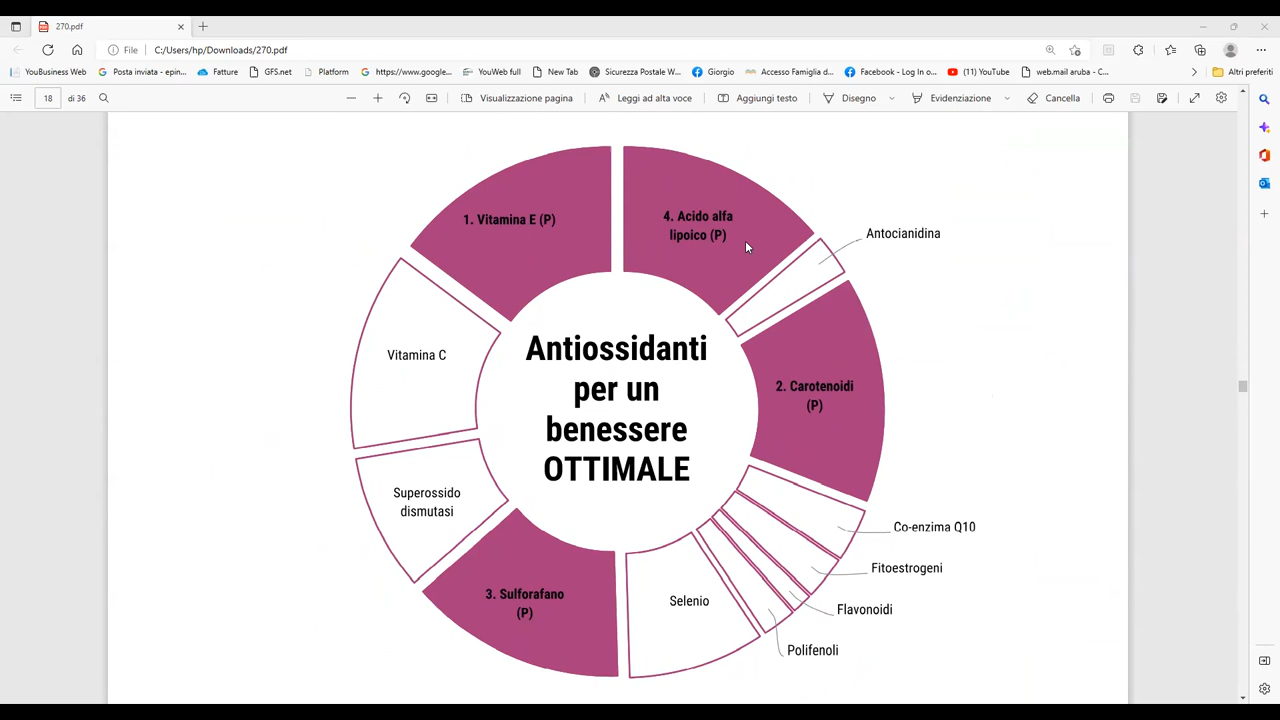 270.pdf
File
C:/Users/hp/Downloads/270.pdf
YouBusiness Web
Posta inviata - epin...
Fatture
GFS.net
Platform
https://www.google...
YouWeb full
New Tab
Sicurezza Postale W...
Giorgio
Accesso Famiglia d...
Facebook - Log In o...
(11) YouTube
web.mail aruba - C...
Altri preferiti
18 di 36
Visualizzazione pagina
Leggi ad alta voce
Aggiungi testo
Disegno
Evidenziazione
Cancella
1. Vitamina E (P)
4. Acido alfa
lipoico (P)
Antocianidina
Vitamina C
Antiossidanti
per un
benessere
OTTIMALE
2. Carotenoidi
(P)
Superossido
dismutasi
Co-enzima Q10
Fitoestrogeni
3. Sulforafano
(P)
Selenio
Flavonoidi
Polifenoli